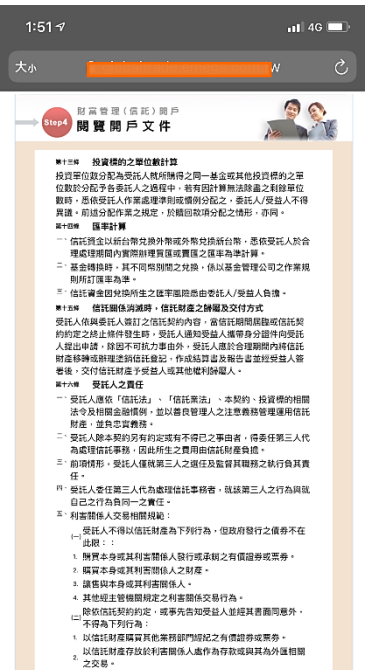 1:51
4G
大小
w
財富管理(信託)開戶
Step4
閱覽開戶文件
第十三條 投資標的之單位數計算
投資單位數分配為受託人就所購得之同一基金或其他投資標的之單
位數於分配予各委託人之過程中,若有因計算無法除盡之剩餘單位
數時,悉依受託人作業處理準則或慣例分配之,委託人/受益人不得
異議。前述分配作業之規定,於贖回款項分配之情形,亦同。
第十四條 匯率計算
一、信託資金以新台幣兌換外幣或外幣兌換新台幣,悉依受託人於合
理處理期間內實際辦理買匯或賣匯之匯率為準計算。
二、基金轉換時,其不同幣別間之兌換,係以基金管理公司之作業規
則所訂匯率為準。
三、信託資金因兌換所生之匯率風險悉由委託人/受益人負擔。
第十五條 信託關係消滅時,信託財產之歸屬及交付方式
受託人依與委託人簽訂之信託契約內容,當信託期間屆臨或信託契
約約定之終止條件發生時,受託人通知受益人攜帶身分證件向受託
人提出申請,除因不可抗力事由外,受託人應於合理期間內將信託
財產移轉或辦理塗銷信託登記,作成結算書及報告書並經受益人簽
署後,交付信託財產予受益人或其他權利歸屬人。
第十六條 受託人之責任
一、受託人應依「信託法」、「信託業法」、本契約、投資標的相關
法令及相關金融慣例,並以善良管理人之注意義務管理運用信託
財產,並負忠實義務。
二、受託人除本契約另有約定或有不得已之事由者,得委任第三人代
為處理信託事務,因此所生之費用由信託財產負擔。
三、前項情形,受託人僅就第三人之選任及監督其職務之執行負其責
任。
四、受託人委任第三人代為處理信託事務者,就該第三人之行為與就
自己之行為負同一之責任。
五、利害關係人交易相關規範:
(一)受託人不得以信託財產為下列行為,但政府發行之債券不在
此限::
1. 購買本身或其利害關係人發行或承銷之有價證券或票券。
2. 購買本身或其利害關係人之財產。
3. 讓售與本身或其利害關係人。
4. 其他經主管機關規定之利害關係交易行為。
(二)除依信託契約約定,或事先告知受益人並經其書面同意外,
不得為下列行為:
1. 以信託財產購買其他業務部門經紀之有價證券或票券。
2. 以信託財產存放於利害關係人處作為存款或與其為外匯相關
之交易。